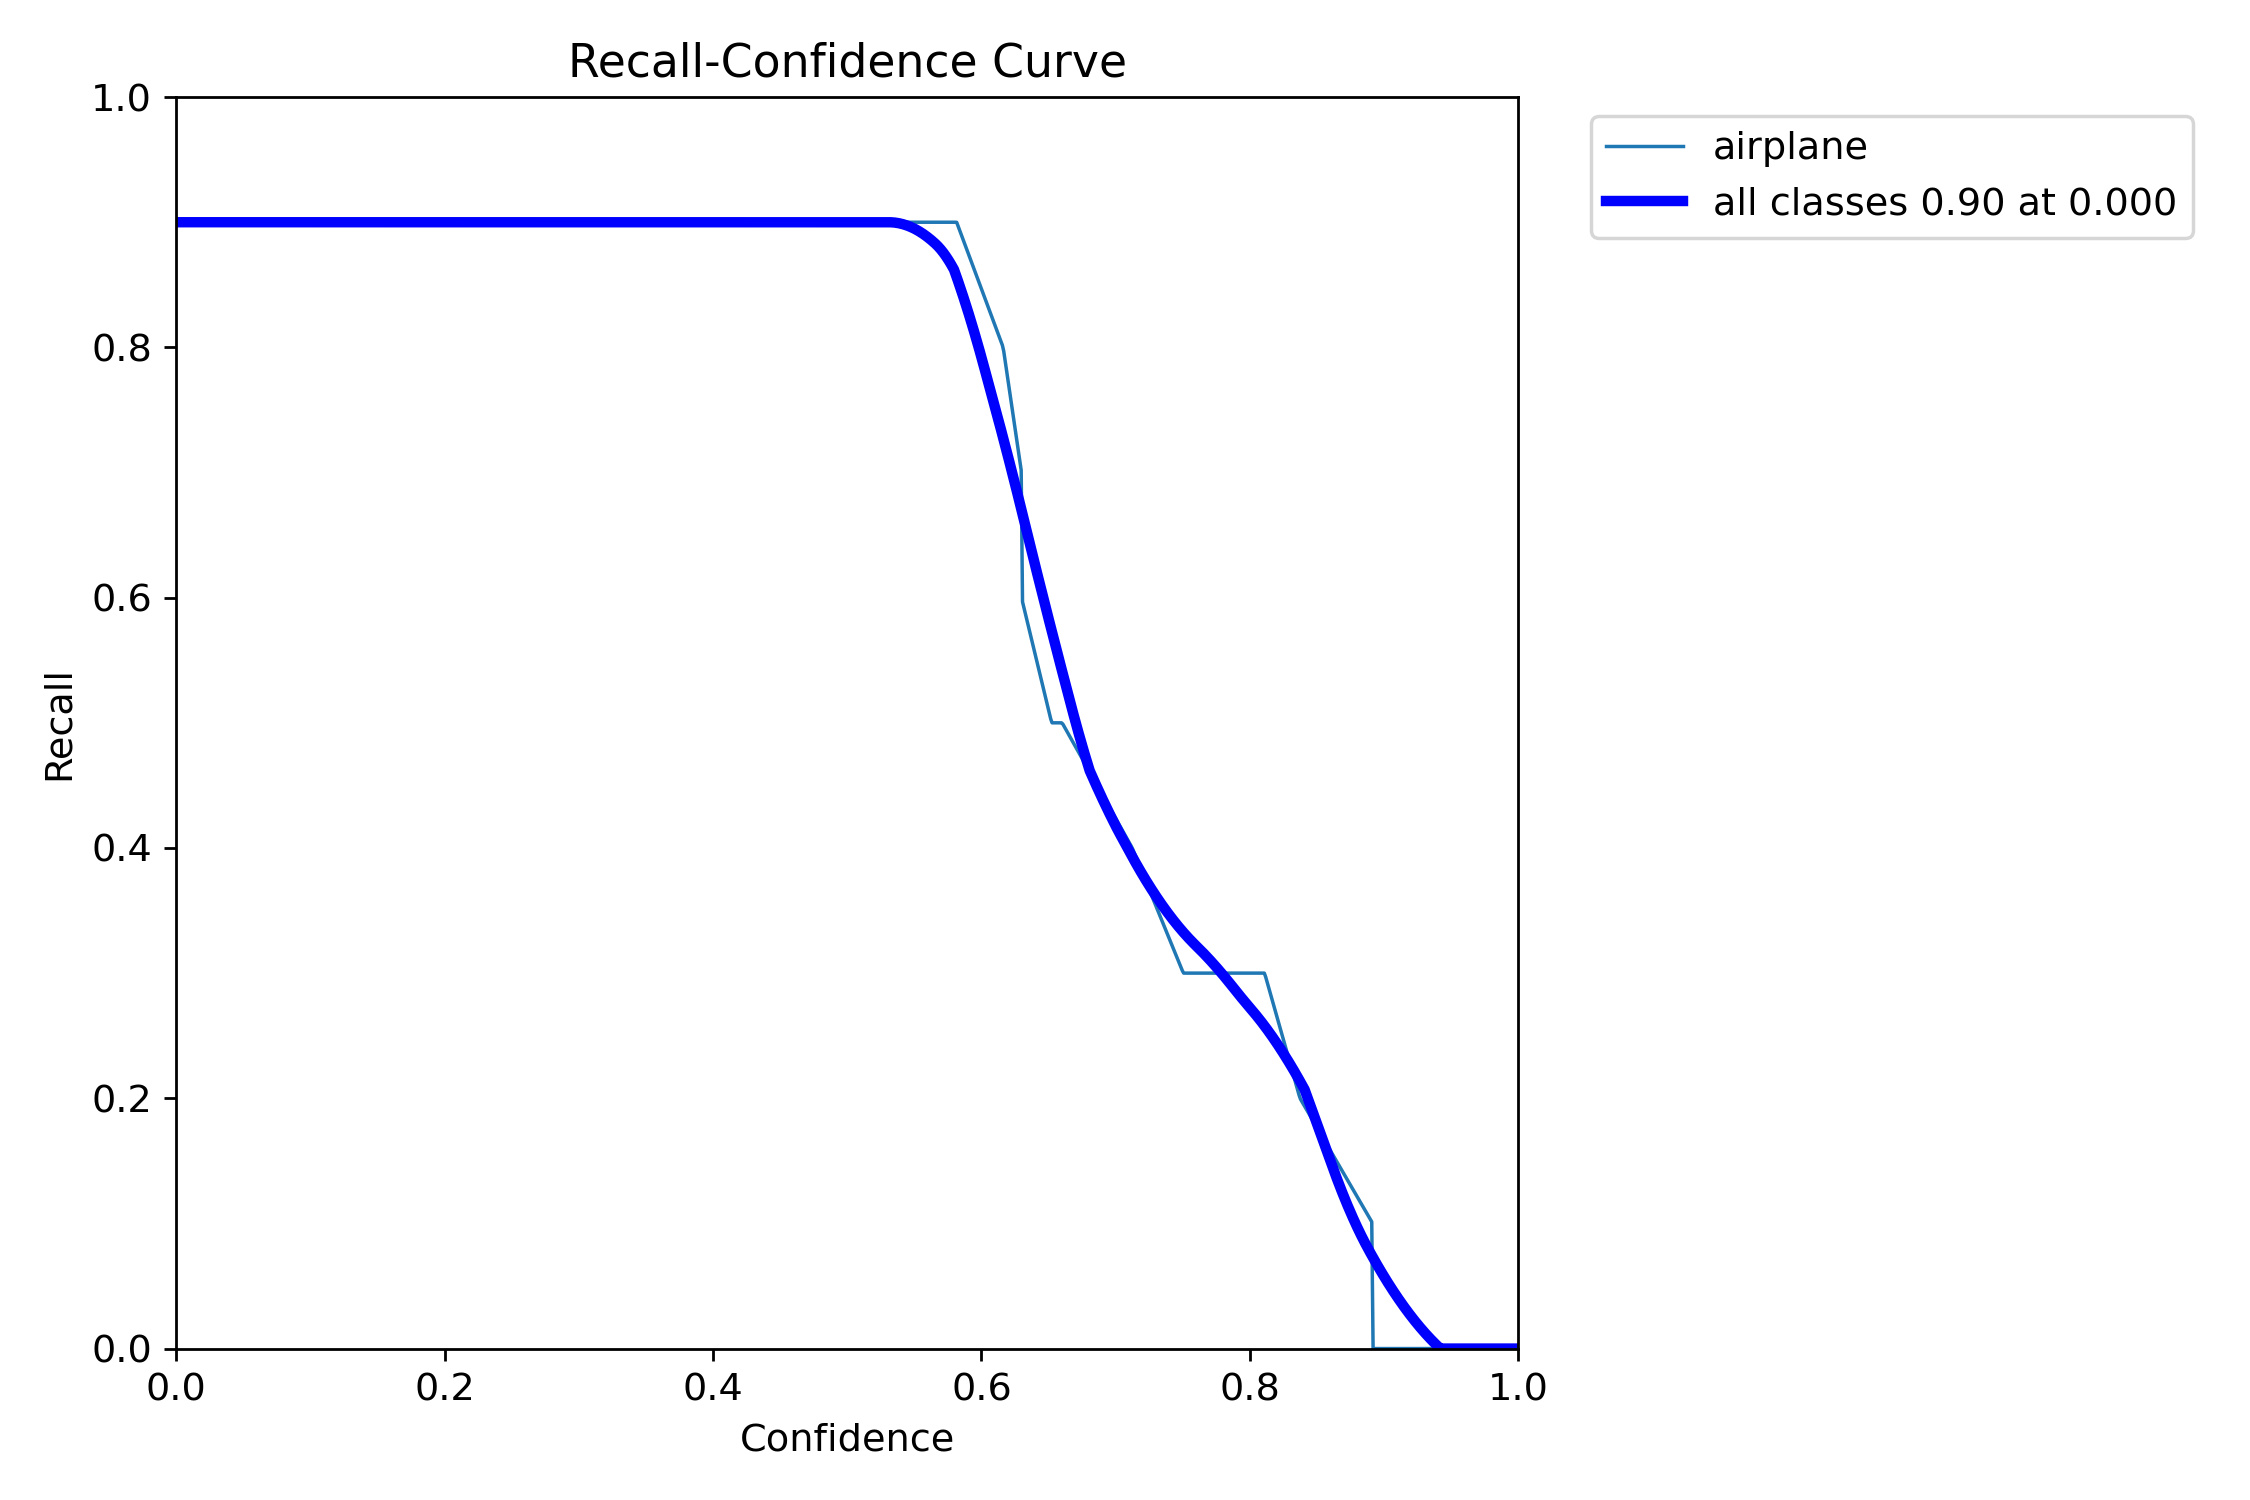 Recall-Confidence Curve
1.0
0.8
0.6
0.4
0.2
0.0
Recall
0.0 0.2 0.4 0.6 0.8 1.0
Confidence
airplane
all classes 0.90 at 0.000